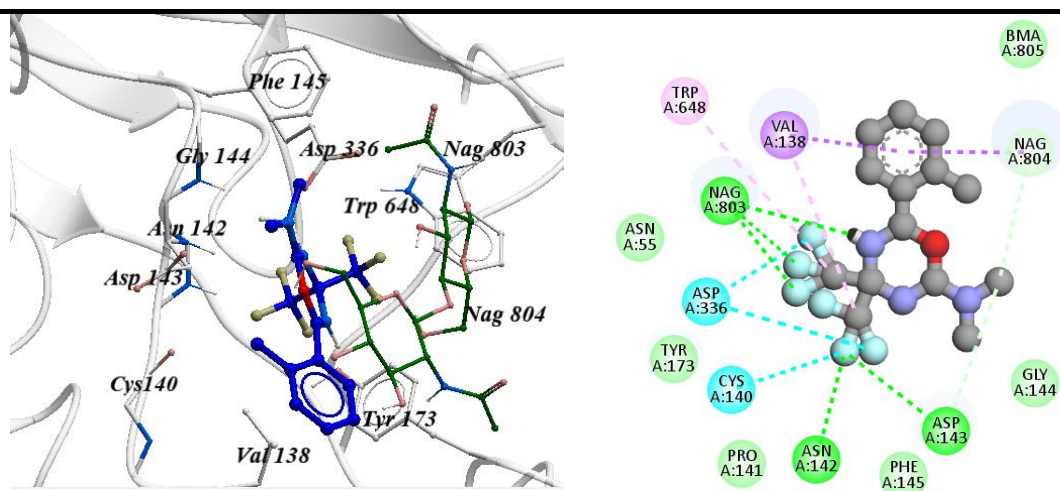 Phe 145
Gly 144
Asp 336
Nag 803
Asn 142
Trp 648
Asp 143
Nag 804
Cys140
Tyr 173
Val 138
BMA
A:805
TRP
A:648
VAL
A:138
NAG
A:804
NAG
A:803
ASN
A:55
ASP
A:336
TYR
A:173
CYS
A:140
GLY
A:144
ASP
A:143
PRO
A:141
ASN
A:142
PHE
A:145